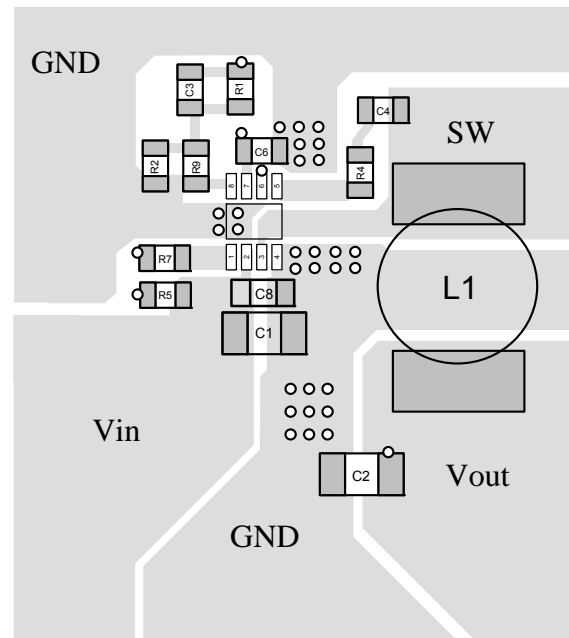 GND
C3
R1
C4
SW
C6
R2
R9
R4
8 7 6 5
R7
1 2 3 4
R5
C8
L1
C1
Vin
C2
Vout
GND